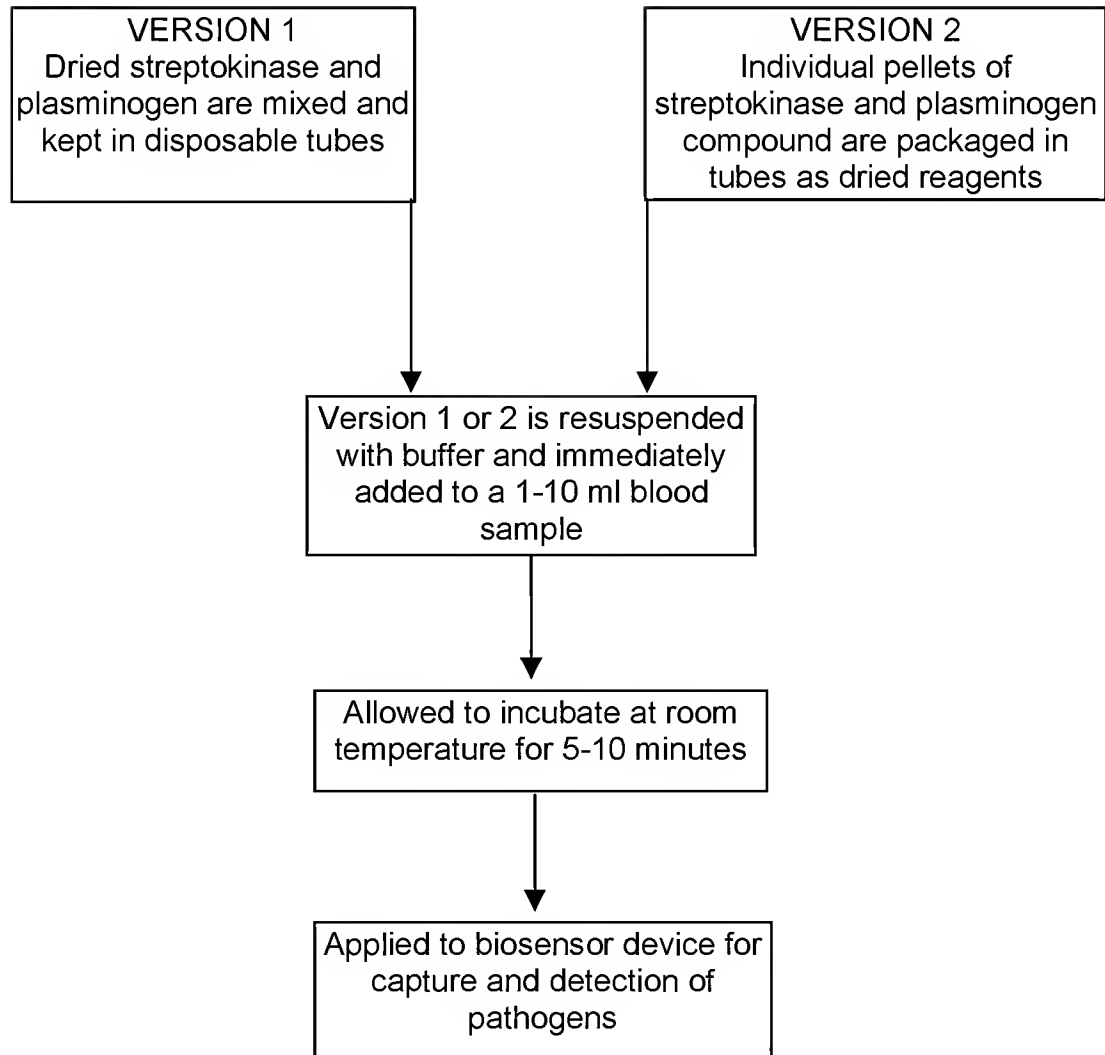 VERSION 1
Dried streptokinase and
plasminogen are mixed and
kept in disposable tubes
VERSION 2
Individual pellets of
streptokinase and plasminogen
compound are packaged in
tubes as dried reagents
Version 1 or 2 is resuspended
with buffer and immediately
added to a 1-10 ml blood
sample
Allowed to incubate at room
temperature for 5-10 minutes
Applied to biosensor device for
capture and detection of
pathogens